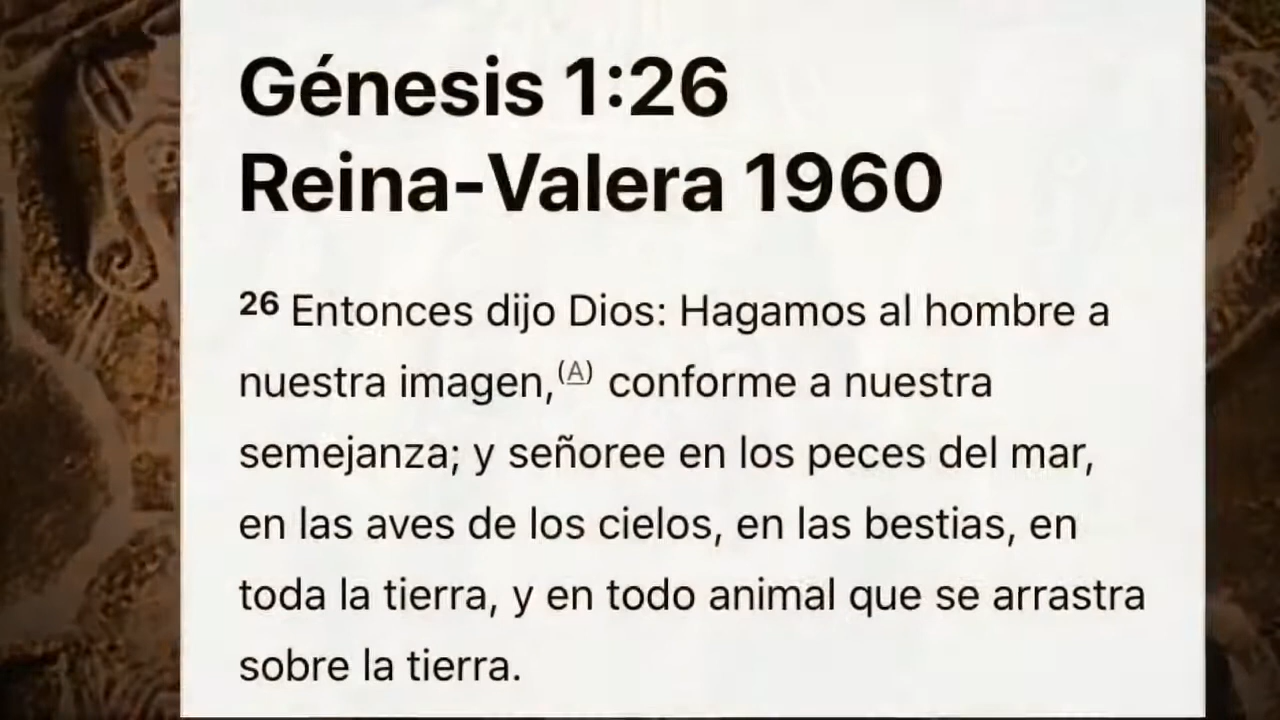 Génesis 1:26
Reina-Valera 1960
26 Entonces dijo Dios: Hagamos al hombre a
nuestra imagen,(A) conforme a nuestra
semejanza; y señoree en los peces del mar,
en las aves de los cielos, en las bestias, en
toda la tierra, y en todo animal que se arrastra
sobre la tierra.